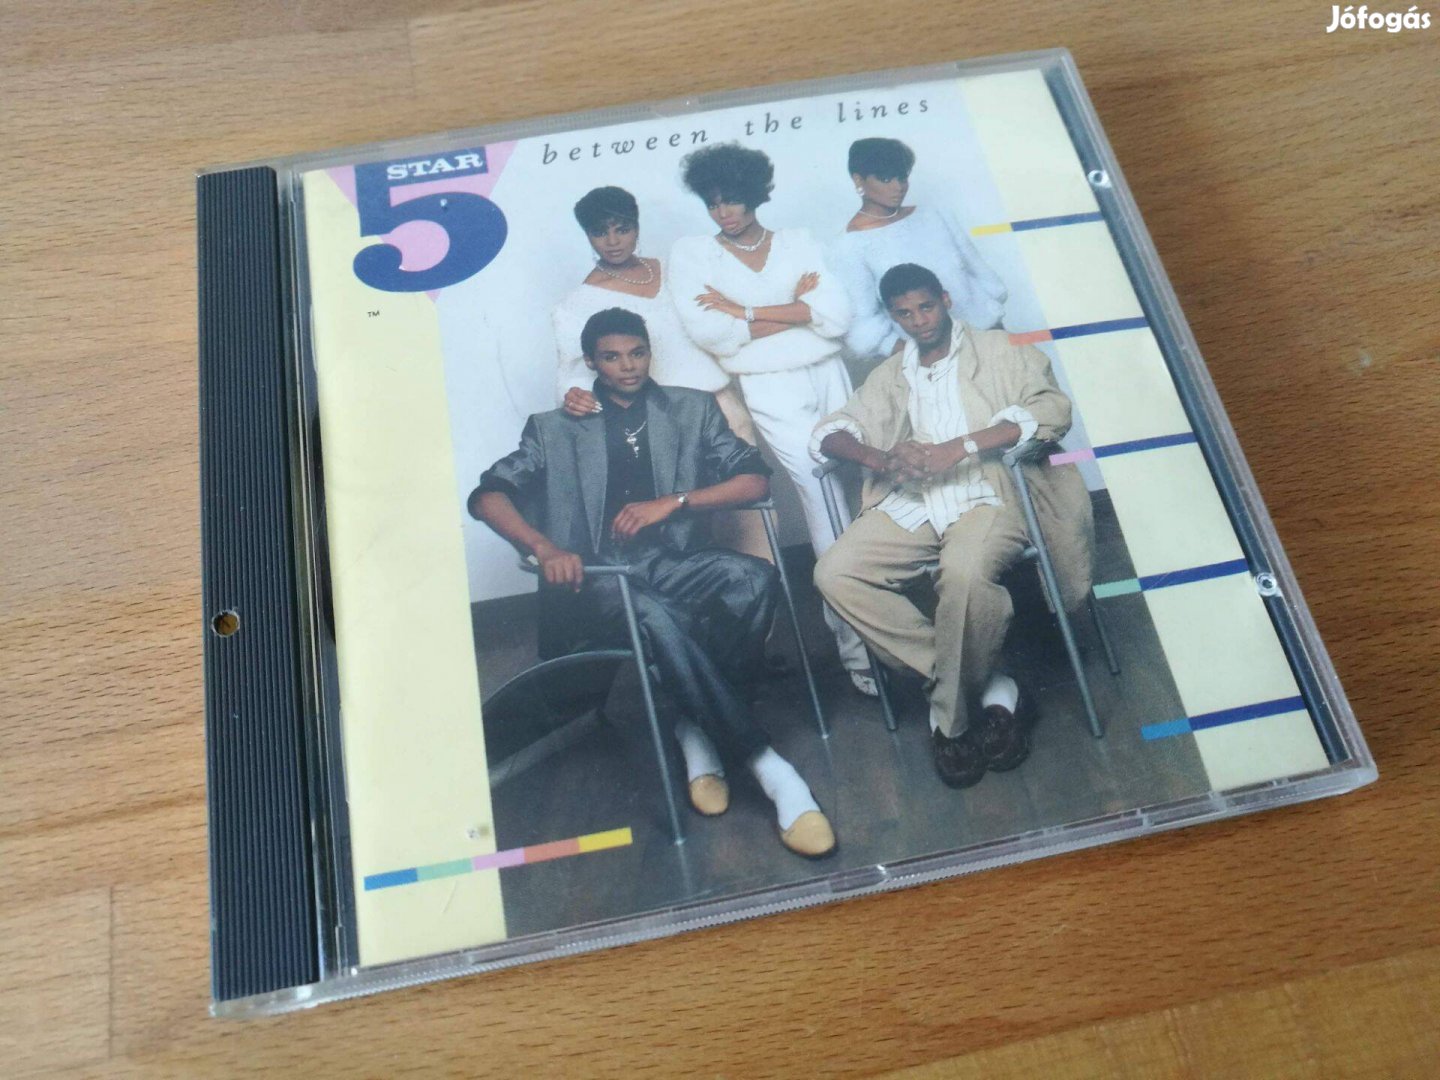 Jófogás
between the lines
STAR
5
TM